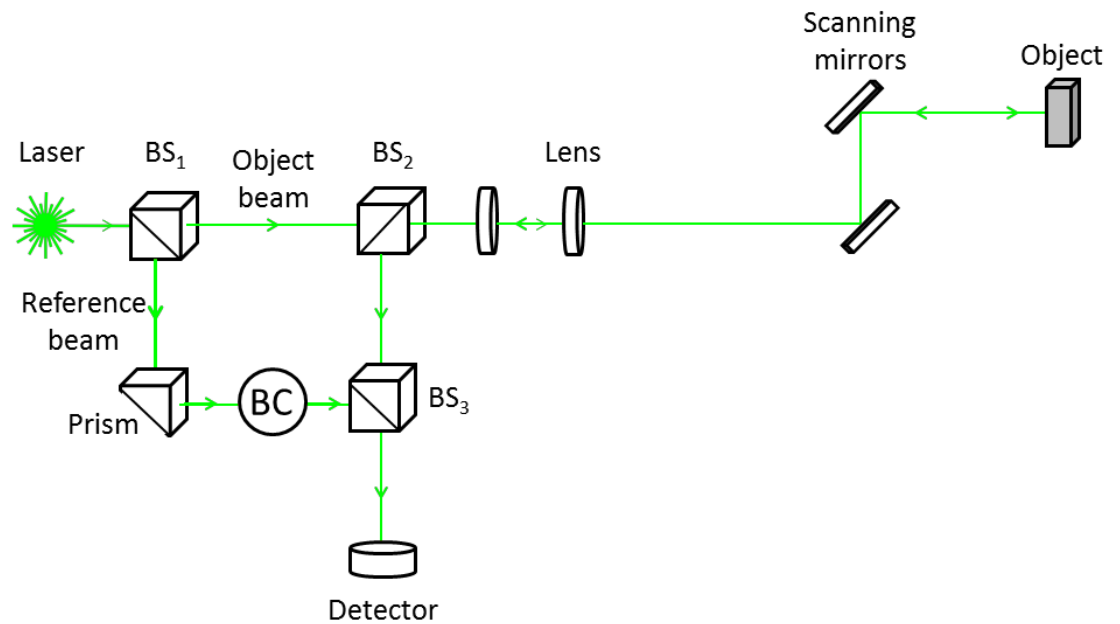 Scanning
mirrors
Object
Laser
BS₁
Object
beam
BS₂
Lens
Reference
beam
Prism
BC
BS₃
Detector